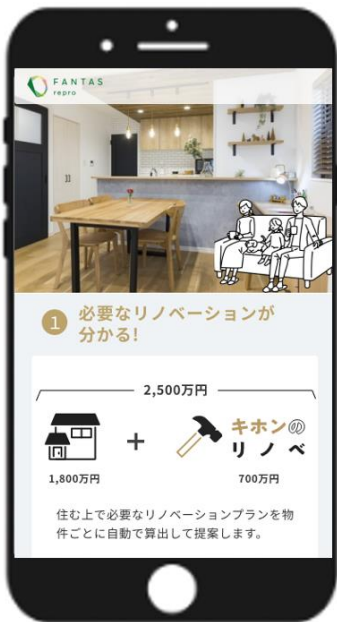 FANTAS
repro
1 必要なリノベーションが
分かる!
2,500万円
+
キホンの
リノベ
1,800万円
700万円
住む上で必要なリノベーションプランを物
件ごとに自動で算出して提案します。